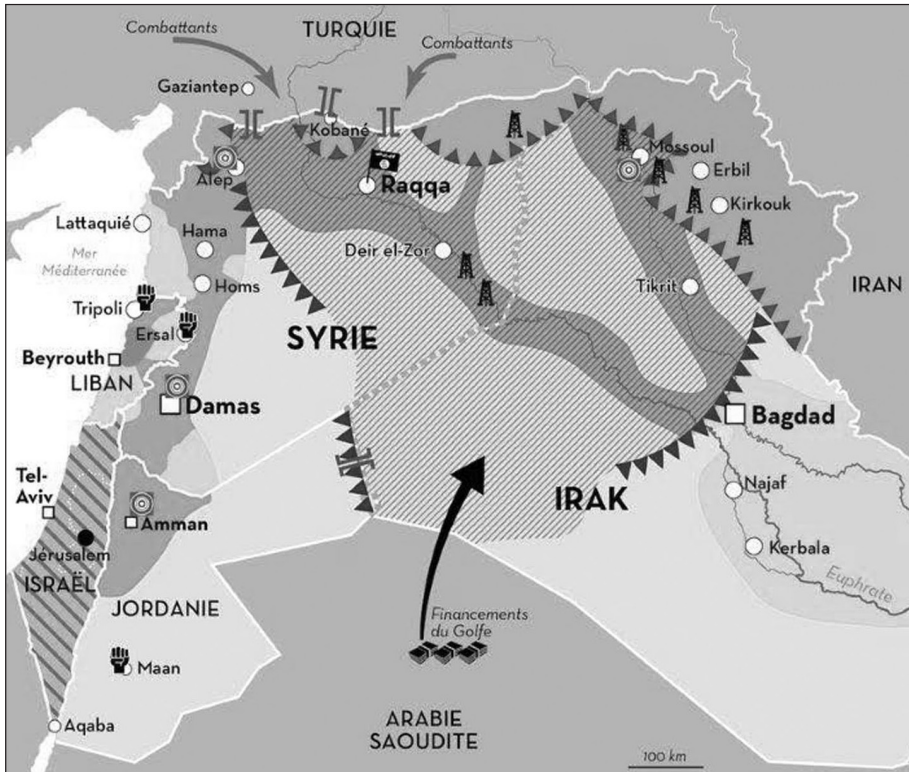 Combattants
TURQUIE
Combattants
Gaziantep
Kobané
Mossoul
Alep
Raqqa
Erbil
Kirkouk
Lattaquié
Hama
Deir el-Zor
Mer
Méditerranée
Homs
Tikrit
IRAN
Tripoli
Ersal
SYRIE
Beyrouth
LIBAN
Damas
Bagdad
Tel-
Aviv
Najaf
IRAK
Amman
Jérusalem
Kerbala
ISRAËL
Euphrate
JORDANIE
Financements
du Golfe
Maan
ARABIE
SAOUDITE
Aqaba
100 km